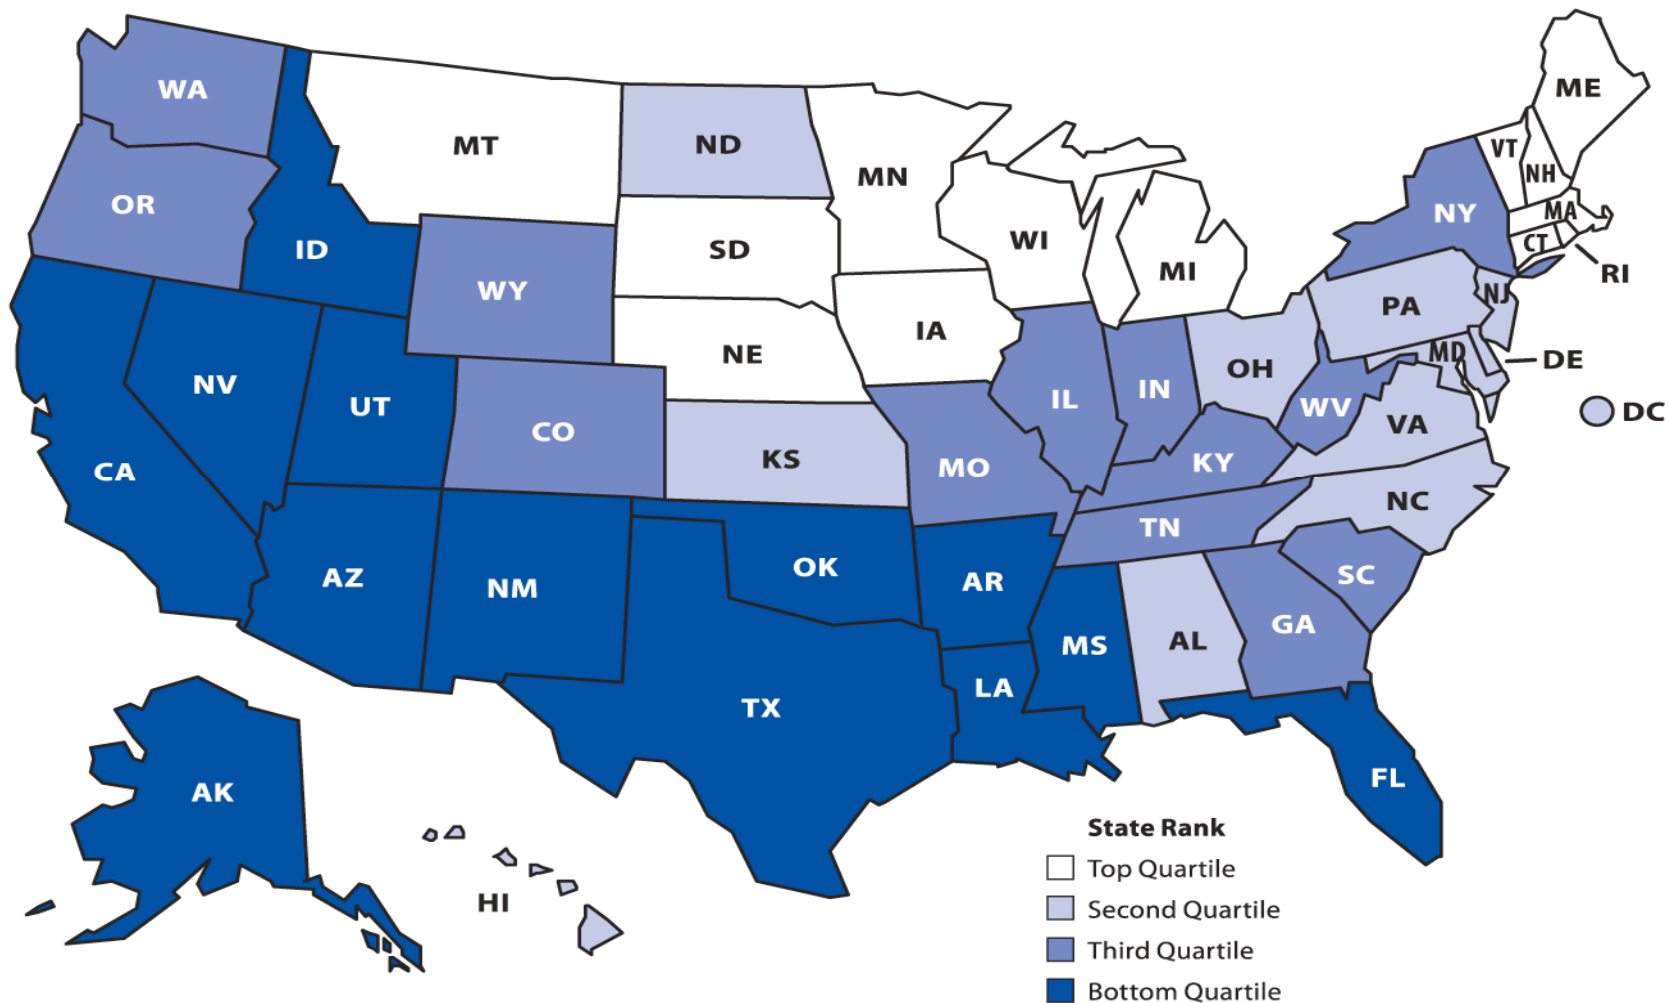 WA
MT
ND
MN
ME
VT
NH
OR
ID
SD
WI
MI
NY
MA
CT
RI
WY
NE
IA
PA
NJ
NV
UT
CO
KS
MO
IL
IN
OH
WV
MD
DE
VA
DC
CA
KY
NC
TN
AZ
NM
OK
AR
SC
TX
LA
MS
AL
GA
FL
AK
HI
State Rank
Top Quartile
Second Quartile
Third Quartile
Bottom Quartile